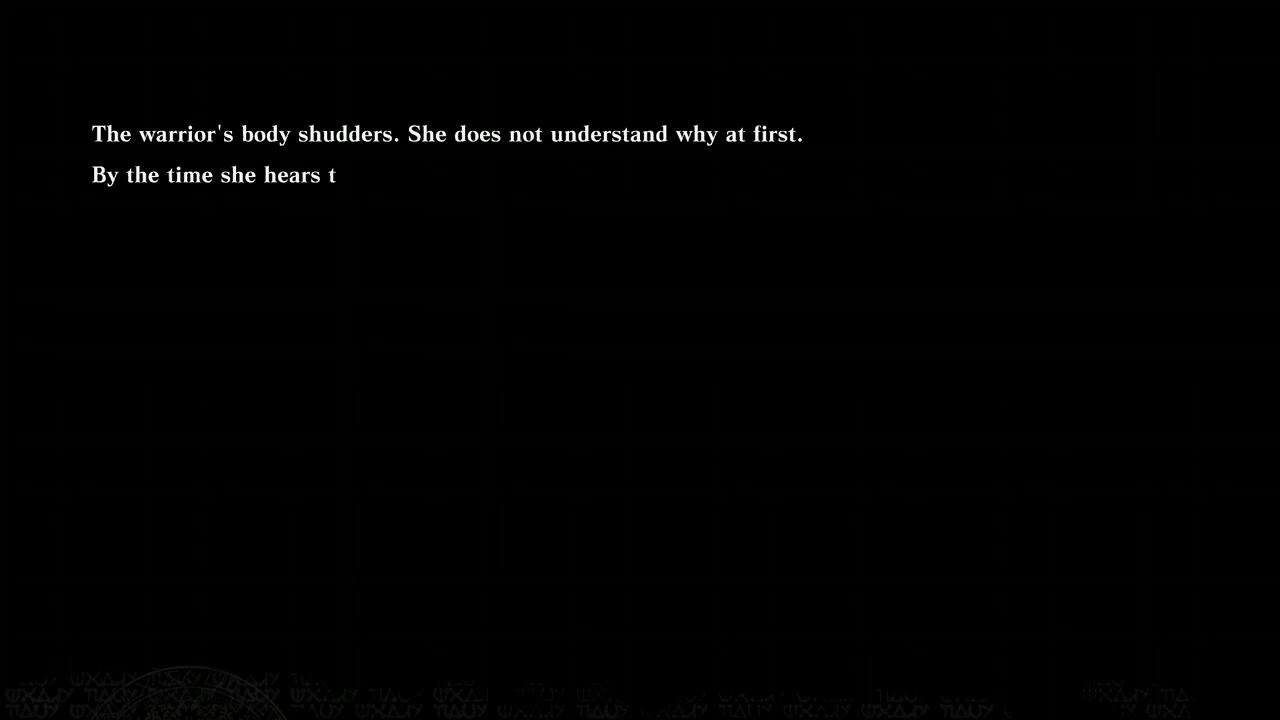 The warrior's body shudders. She does not understand why at first.
By the time she hears t